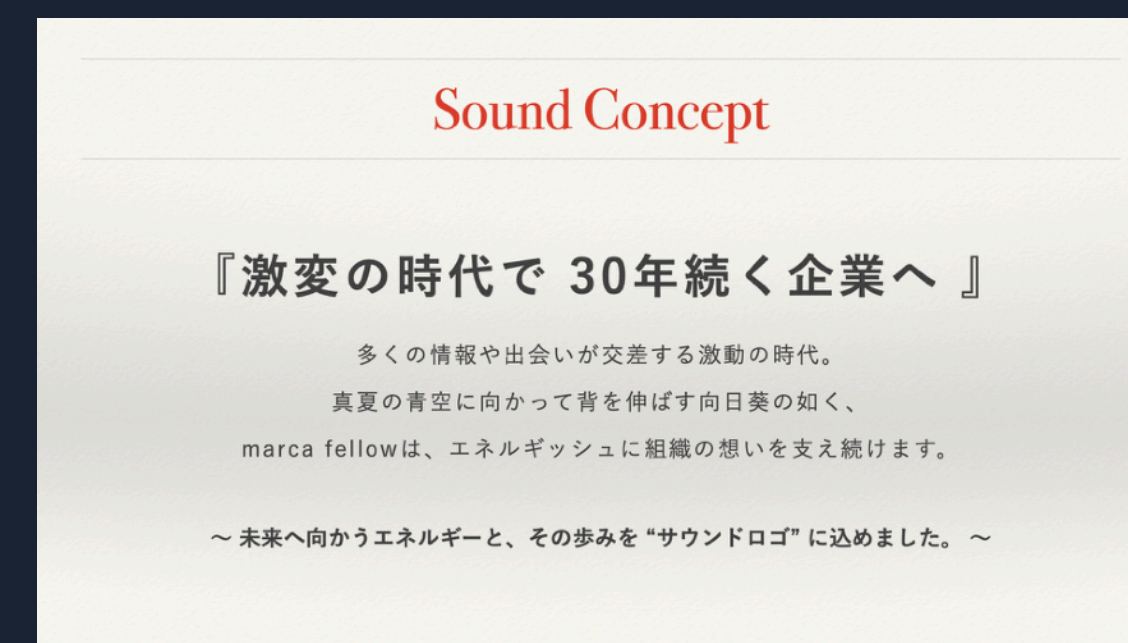 Sound Concept
『激変の時代で 30年続く企業へ 』
多くの情報や出会いが交差する激動の時代。
真夏の青空に向かって背を伸ばす向日葵の如く、
marca fellowは、エネルギッシュに組織の想いを支え続けます。
〜 未来へ向かうエネルギーと、その歩みを “サウンドロゴ” に込めました。 〜